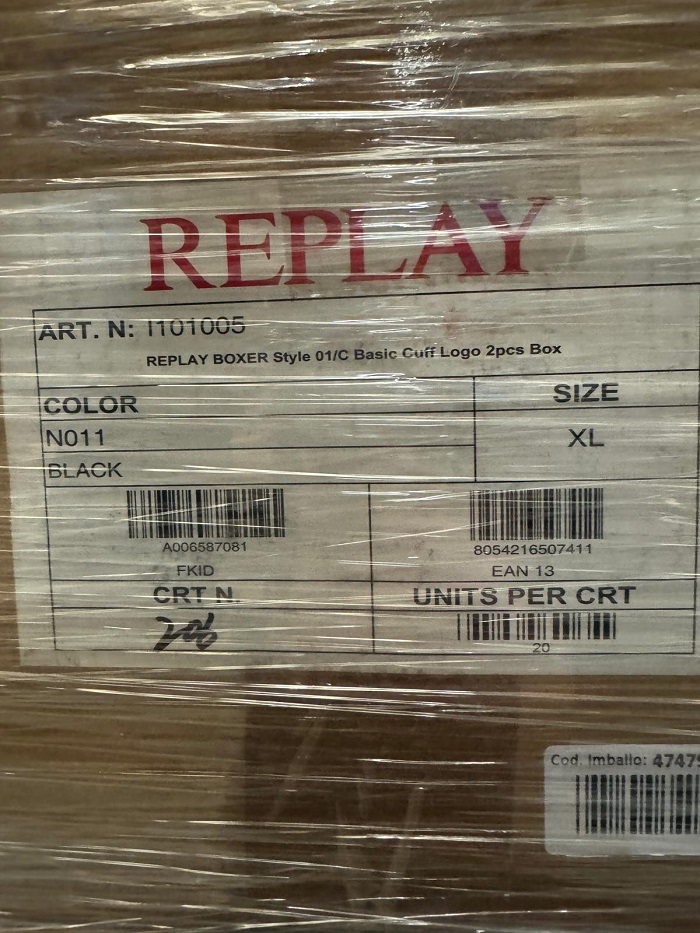 REPLAY
ART. N: I101005
REPLAY BOXER Style 01/C Basic Cuff Logo 2pcs Box
COLOR
SIZE
N011
XL
BLACK
A006587081
8054216507411
FKID
EAN 13
CRT N.
UNITS PER CRT
206
20
Cod. Imballo: 4747